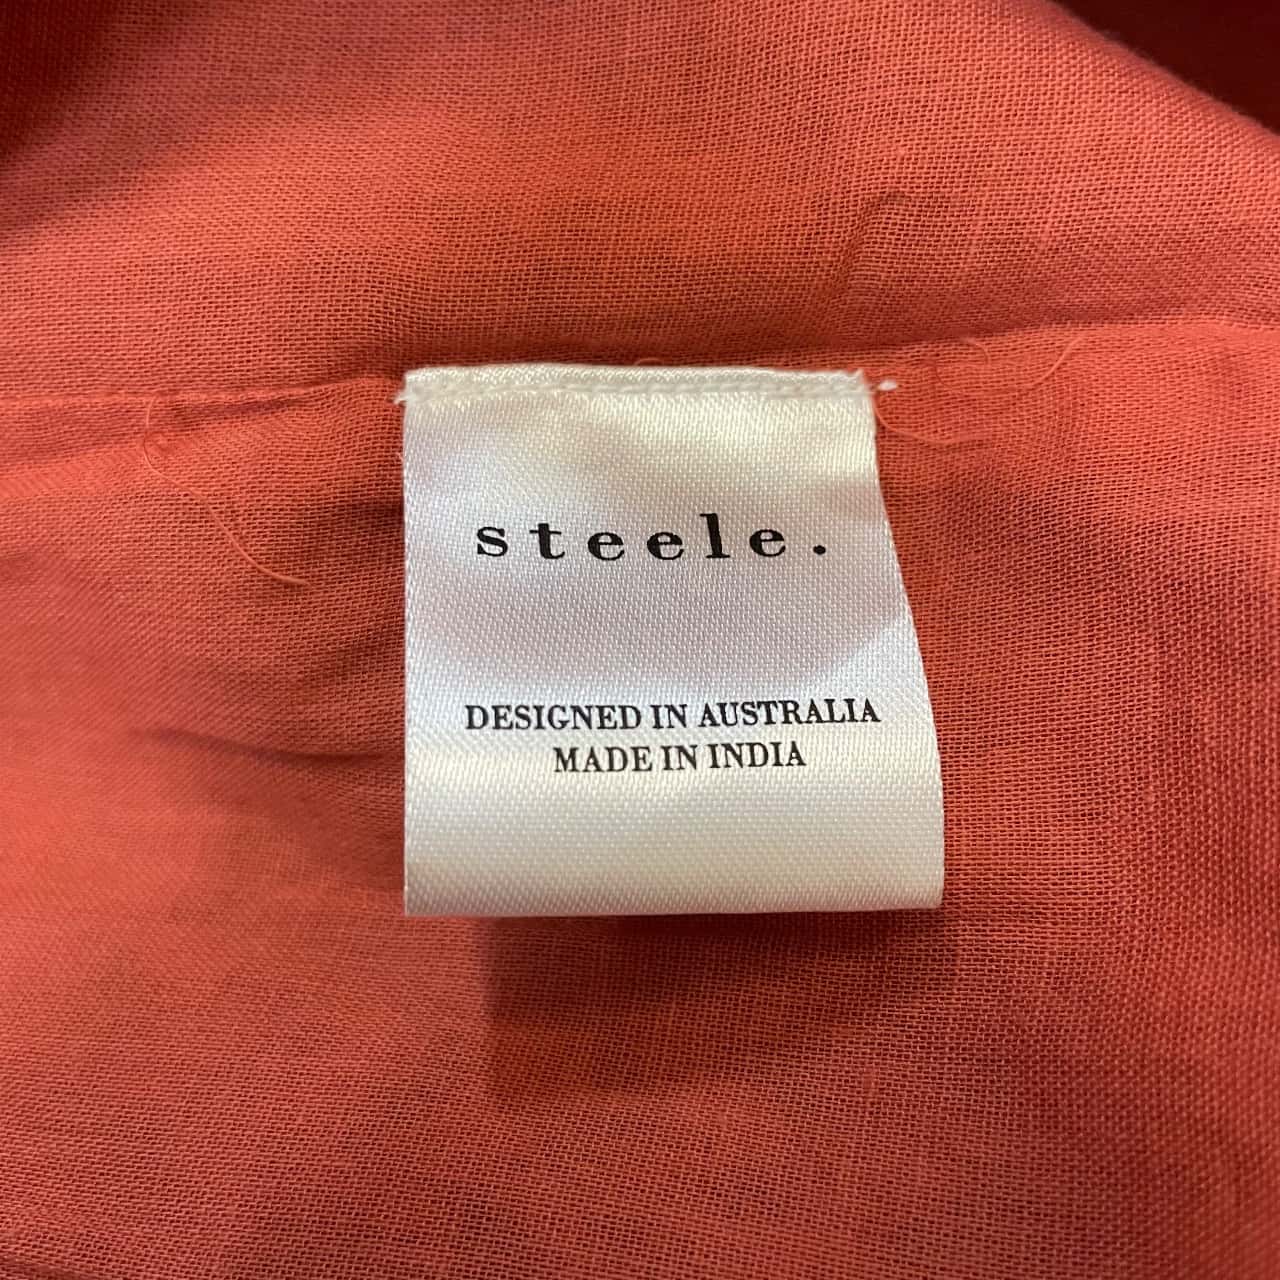 steele.
DESIGNED IN AUSTRALIA
MADE IN INDIA